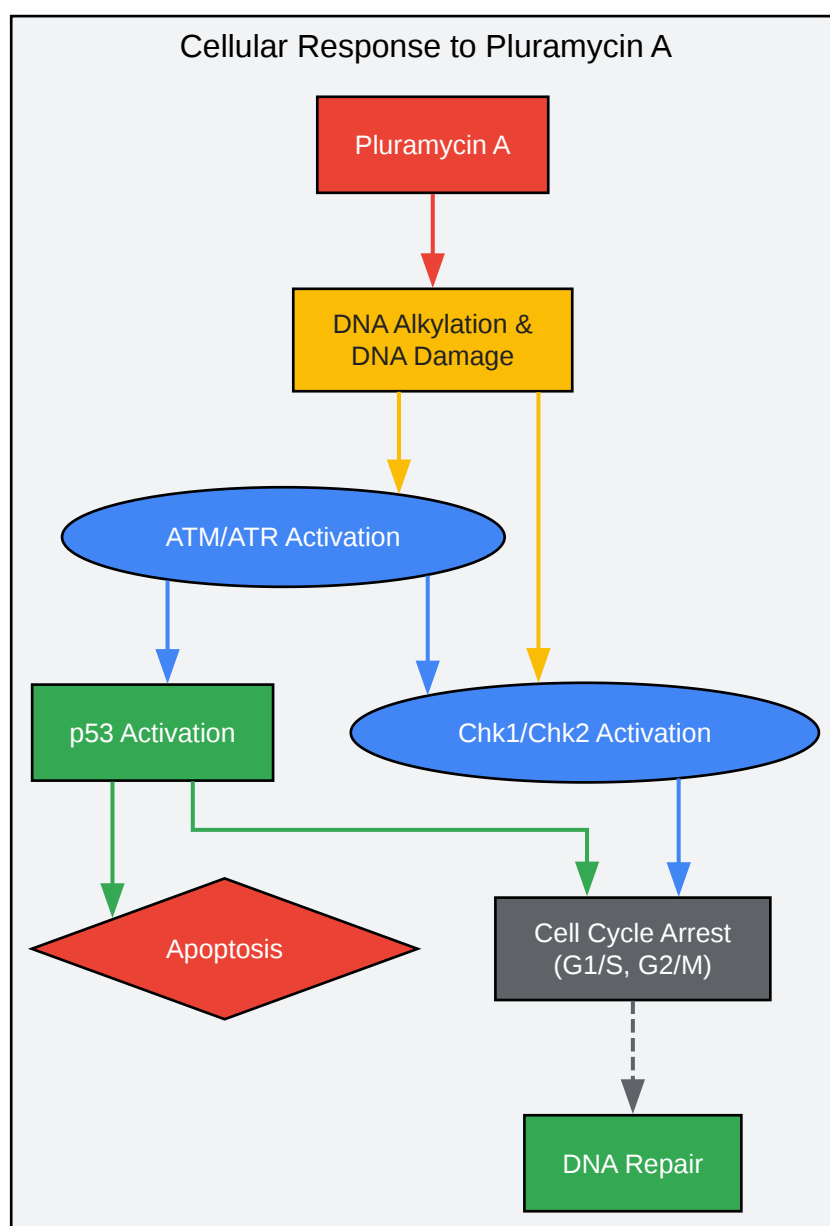 Cellular Response to Pluramycin A
Pluramycin A
DNA Alkylation &
DNA Damage
ATM/ATR Activation
p53 Activation
Chk1/Chk2 Activation
Apoptosis
Cell Cycle Arrest
(G1/S, G2/M)
DNA Repair